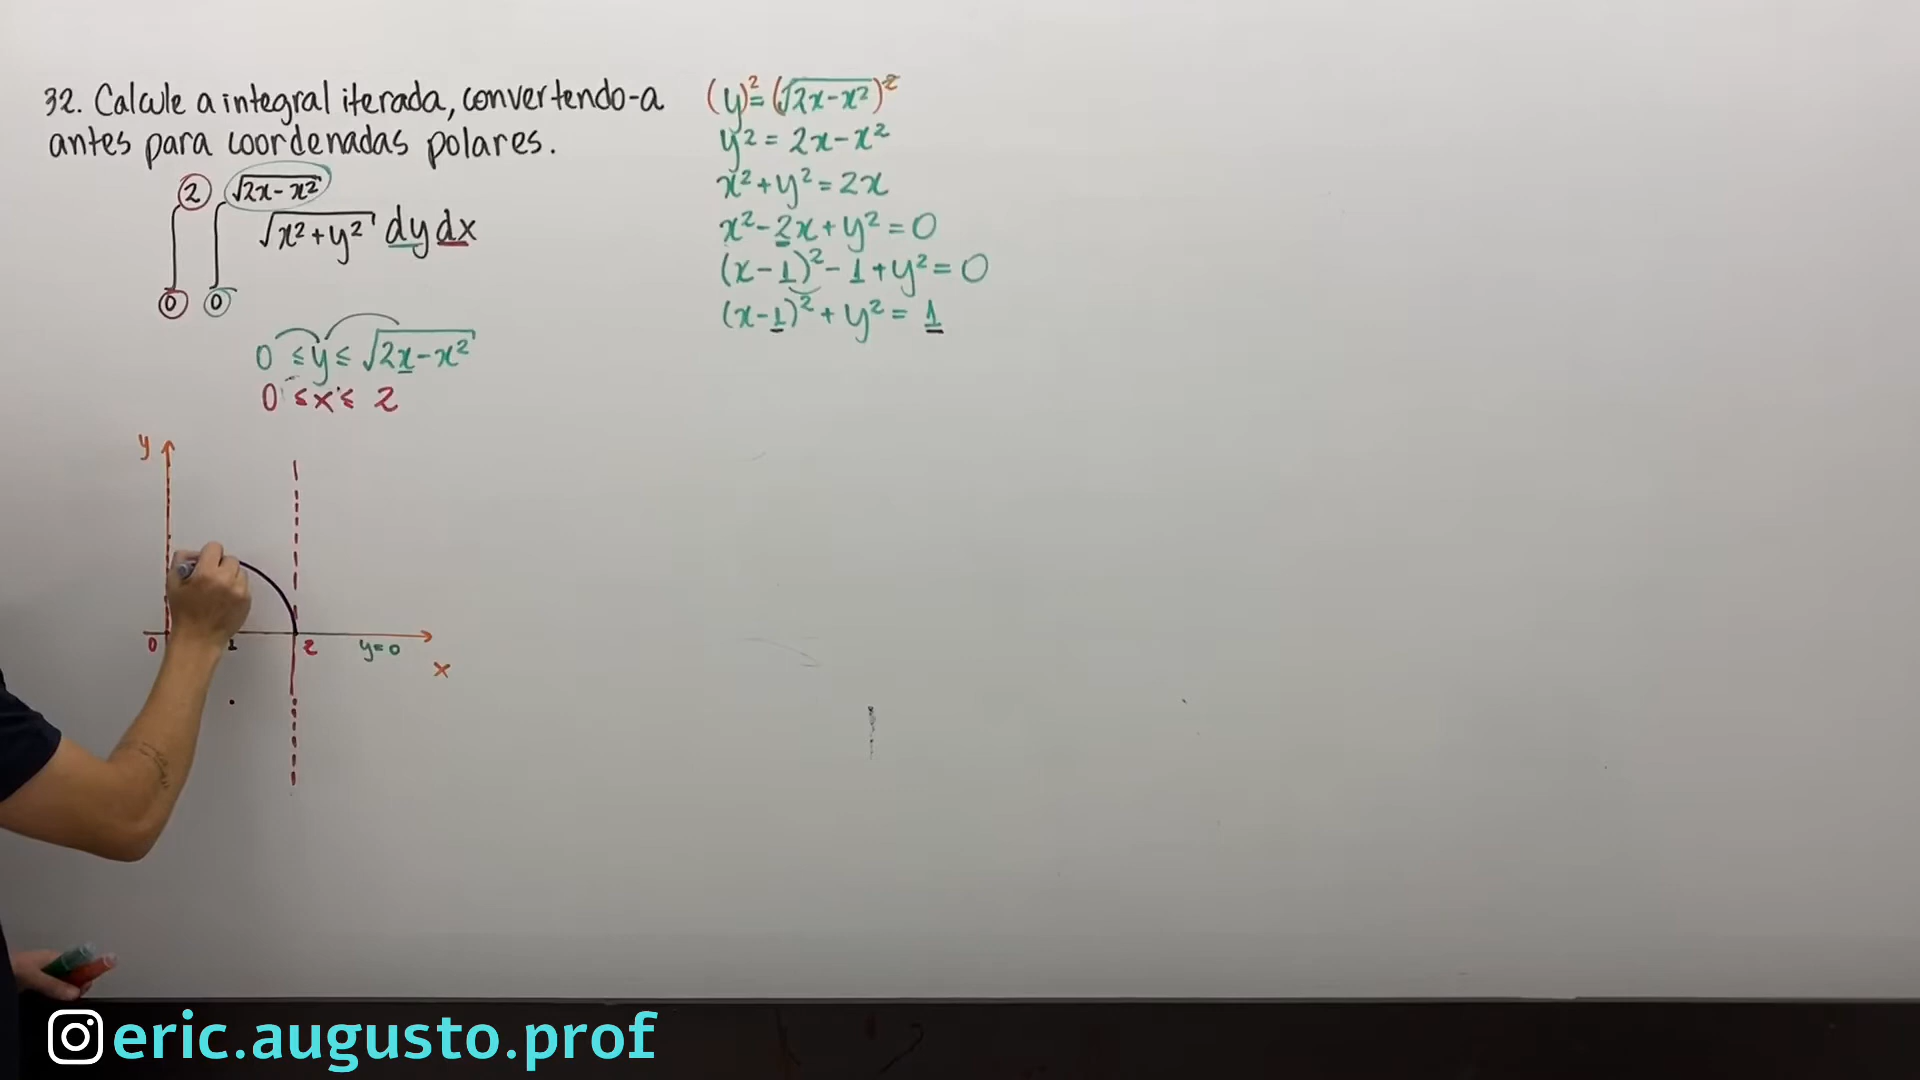 32. Calcule a integral iterada, convertendo-a
antes para coordenadas polares.
2 √2x-x²
√x²+y² dy dx
0 0
0 ≤ y ≤ √2x-x²
0 ≤ x ≤ 2
(y)² = (√2x-x²)²
y² = 2x-x²
x²+y² = 2x
x²-2x+y² = 0
(x-1)²-1+y² = 0
(x-1)²+y² = 1
y
0 1 2 y=0
x
eric.augusto.prof